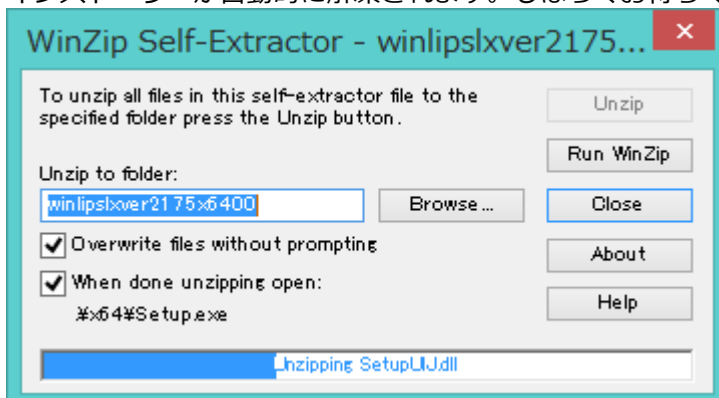 WinZip Self-Extractor - winlipslxver2175...
To unzip all files in this self-extractor file to the
specified folder press the Unzip button.
Unzip to folder:
winlipslxver2175x6400
Browse...
Overwrite files without prompting
When done unzipping open:
.¥x64¥Setup.exe
Unzip
Run WinZip
Close
About
Help
Unzipping SetupUIJ.dll